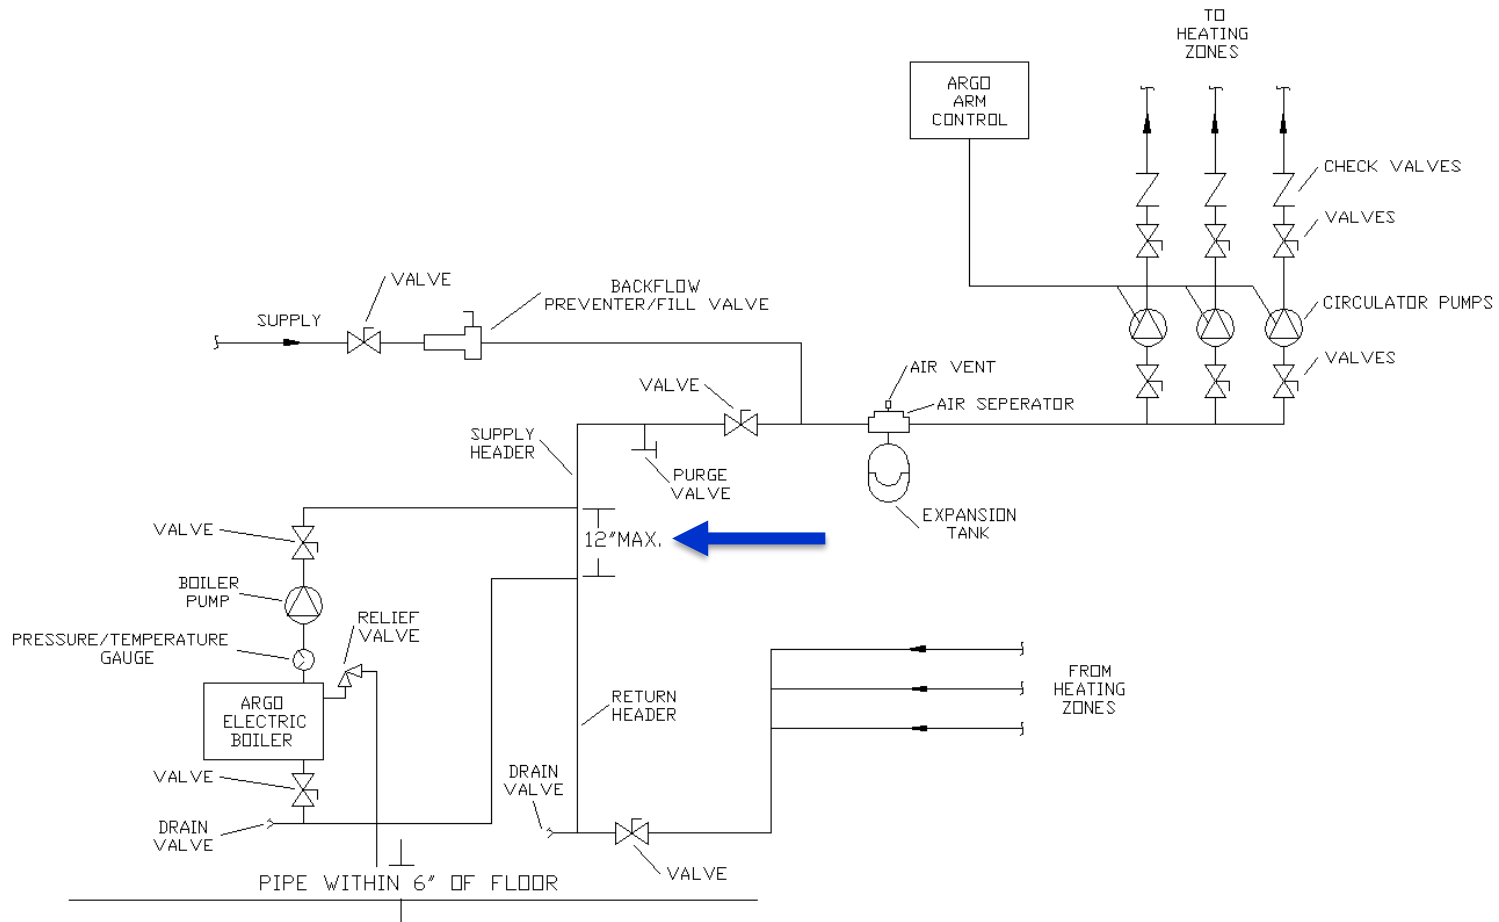 TO
HEATING
ZONES
ARGO
ARM
CONTROL
CHECK VALVES
VALVES
VALVE
BACKFLOW
PREVENTER/FILL VALVE
SUPPLY
CIRCULATOR PUMPS
VALVES
AIR VENT
VALVE
AIR SEPERATOR
SUPPLY
HEADER
PURGE
VALVE
EXPANSION
TANK
VALVE
12"MAX.
BOILER
PUMP
RELIEF
VALVE
PRESSURE/TEMPERATURE
GAUGE
FROM
HEATING
ZONES
ARGO
ELECTRIC
BOILER
RETURN
HEADER
VALVE
DRAIN
VALVE
DRAIN
VALVE
VALVE
PIPE WITHIN 6" OF FLOOR